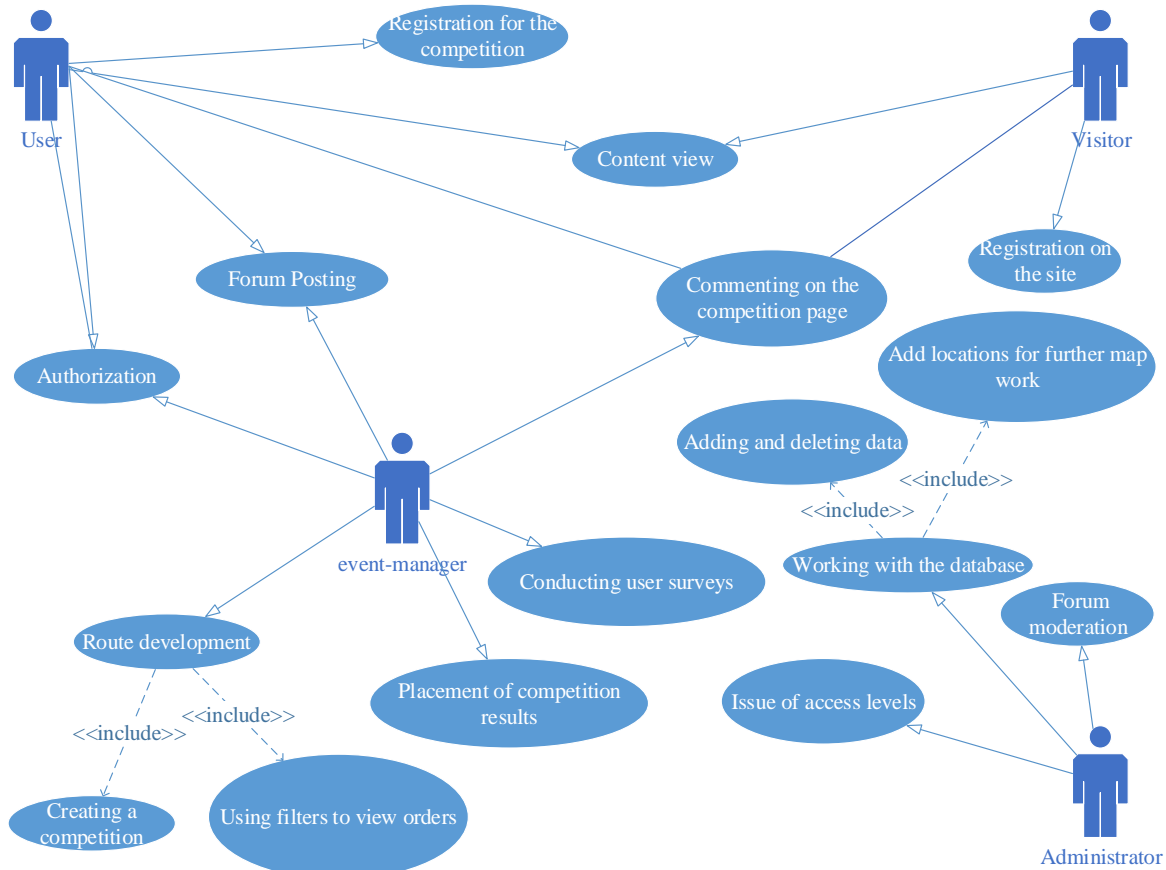 Registration for the
competition
User
Visitor
Content view
Registration on
the site
Forum Posting
Commenting on the
competition page
Add locations for further map
work
Authorization
Adding and deleting data
<<include>>
<<include>>
event-manager
Conducting user surveys
Working with the database
Forum
moderation
Route development
Placement of competition
results
Issue of access levels
<<include>>
<<include>>
Creating a
competition
Using filters to view orders
Administrator